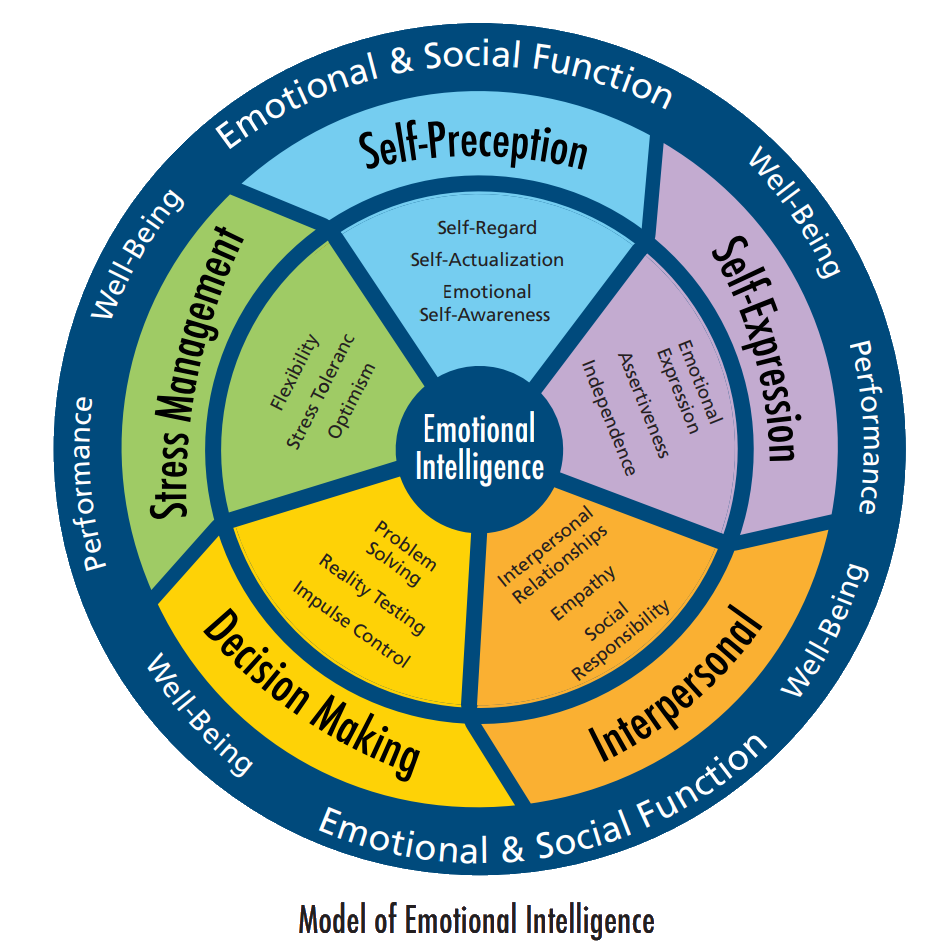 Emotional & Social Function
Well-Being
Performance
Well-Being
Emotional & Social Function
Well-Being
Performance
Well-Being
Self-Preception
Self-Regard
Self-Actualization
Emotional
Self-Awareness
Self-Expression
Emotional
Expression
Assertiveness
Independence
Interpersonal
Interpersonal
Relationships
Empathy
Social
Responsibility
Decision Making
Problem
Solving
Reality Testing
Impulse Control
Stress Management
Flexibility
Stress Toleranc
Optimism
Emotional
Intelligence
Model of Emotional Intelligence